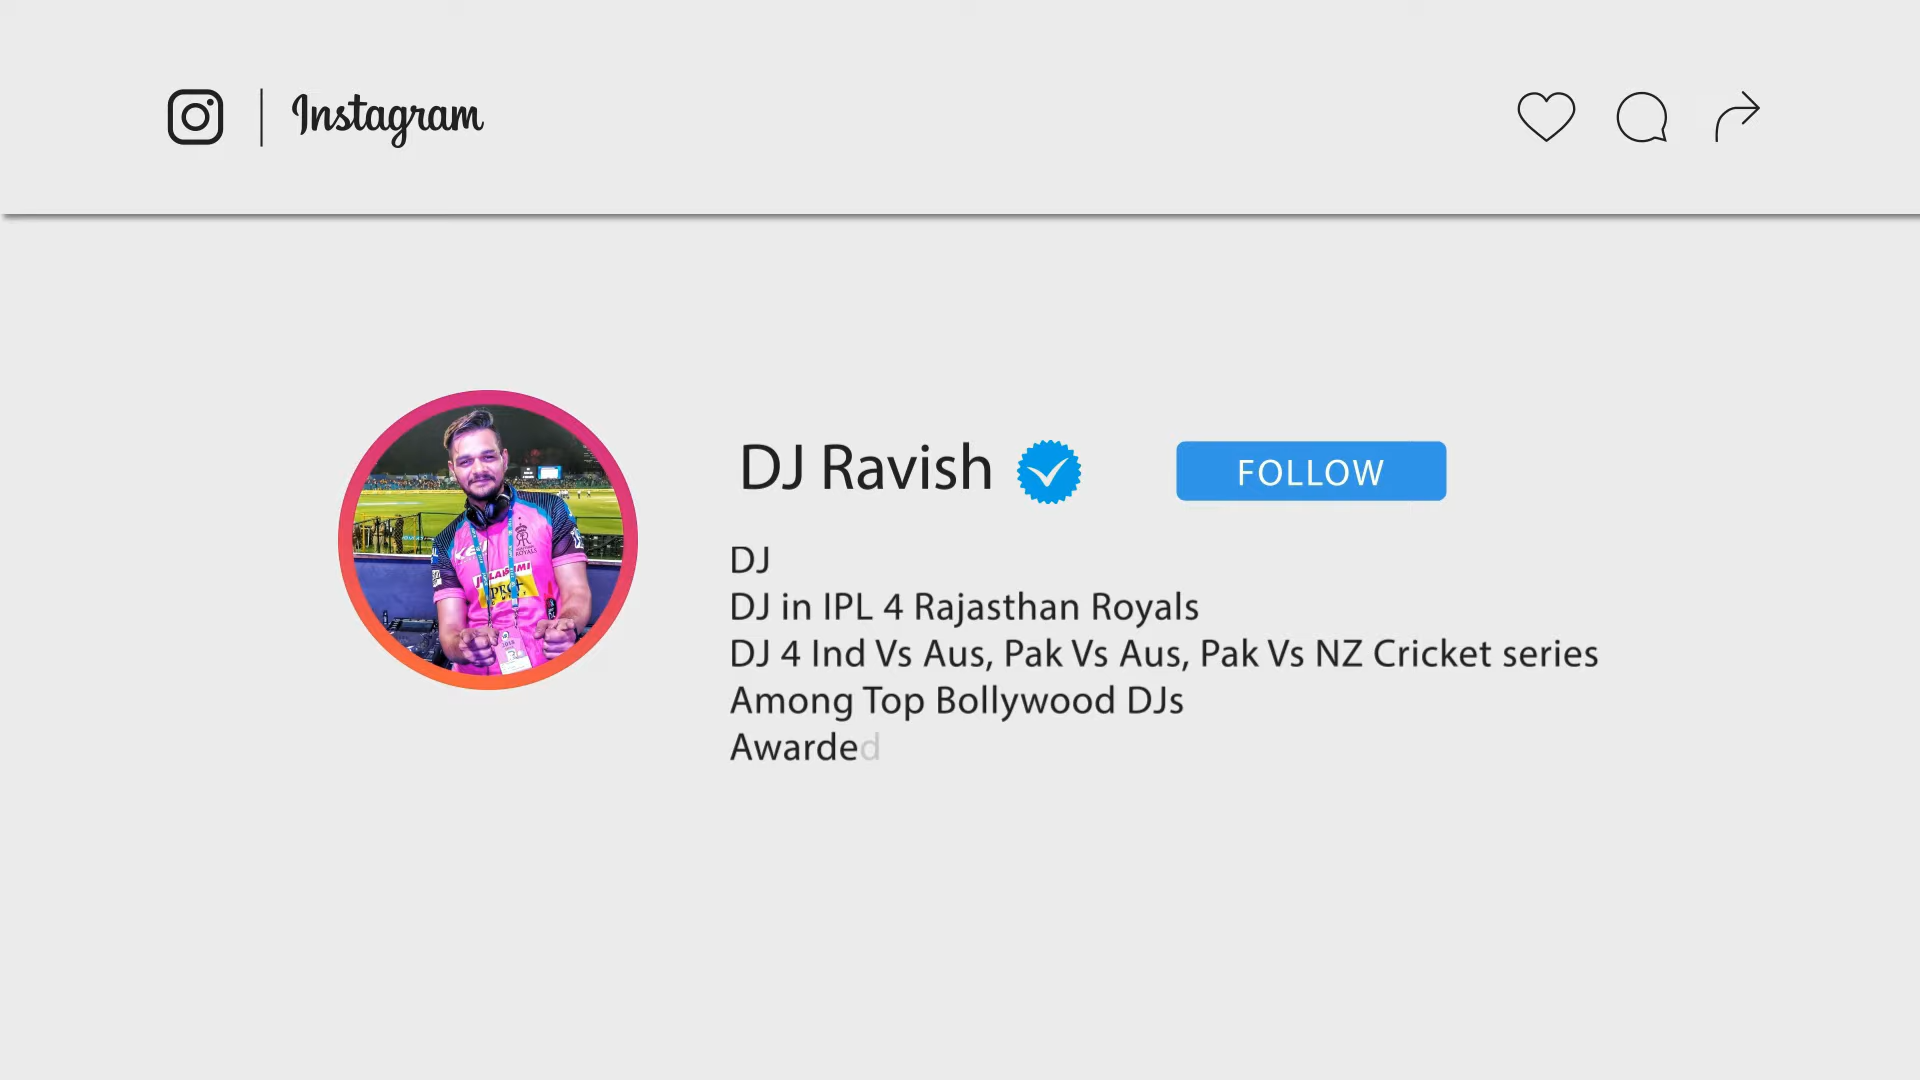 Instagram
DJ Ravish
FOLLOW
DJ
DJ in IPL 4 Rajasthan Royals
DJ 4 Ind Vs Aus, Pak Vs Aus, Pak Vs NZ Cricket series
Among Top Bollywood DJs
Awarded
ROYALS